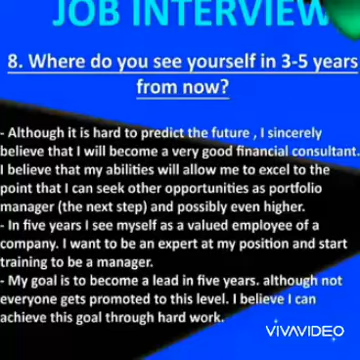 JOB INTERVIEW
8. Where do you see yourself in 3-5 years
from now?
- Although it is hard to predict the future , I sincerely
believe that I will become a very good financial consultant.
I believe that my abilities will allow me to excel to the
point that I can seek other opportunities as portfolio
manager (the next step) and possibly even higher.
- In five years I see myself as a valued employee of a
company. I want to be an expert at my position and start
training to be a manager.
- My goal is to become a lead in five years. although not
everyone gets promoted to this level. I believe I can
achieve this goal through hard work.
VIVAVIDEO